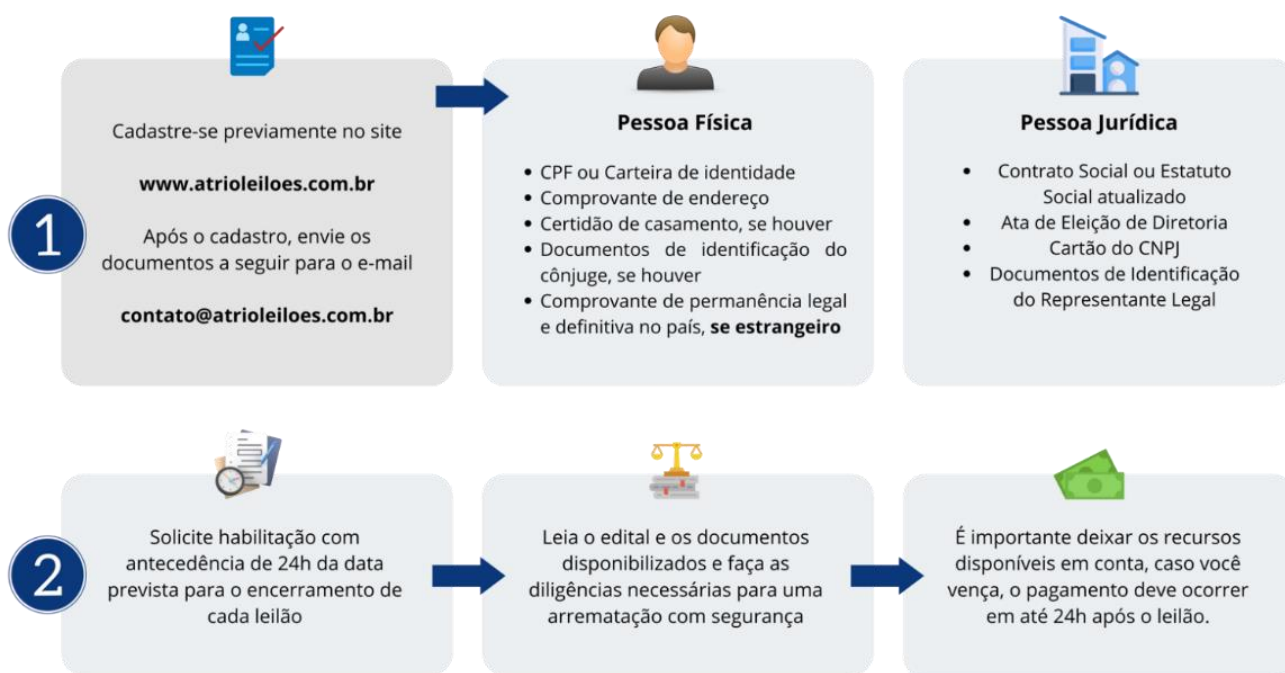 1
Cadastre-se previamente no site
www.atrioleiloes.com.br
Após o cadastro, envie os
documentos a seguir para o e-mail
contato@atrioleiloes.com.br
Pessoa Física
• CPF ou Carteira de identidade
• Comprovante de endereço
• Certidão de casamento, se houver
• Documentos de identificação do
cônjuge, se houver
• Comprovante de permanência legal
e definitiva no país, se estrangeiro
Pessoa Jurídica
• Contrato Social ou Estatuto
Social atualizado
• Ata de Eleição de Diretoria
• Cartão do CNPJ
• Documentos de Identificação
do Representante Legal
2
Solicite habilitação com
antecedência de 24h da data
prevista para o encerramento de
cada leilão
Leia o edital e os documentos
disponibilizados e faça as
diligências necessárias para uma
arrematação com segurança
É importante deixar os recursos
disponíveis em conta, caso você
vença, o pagamento deve ocorrer
em até 24h após o leilão.